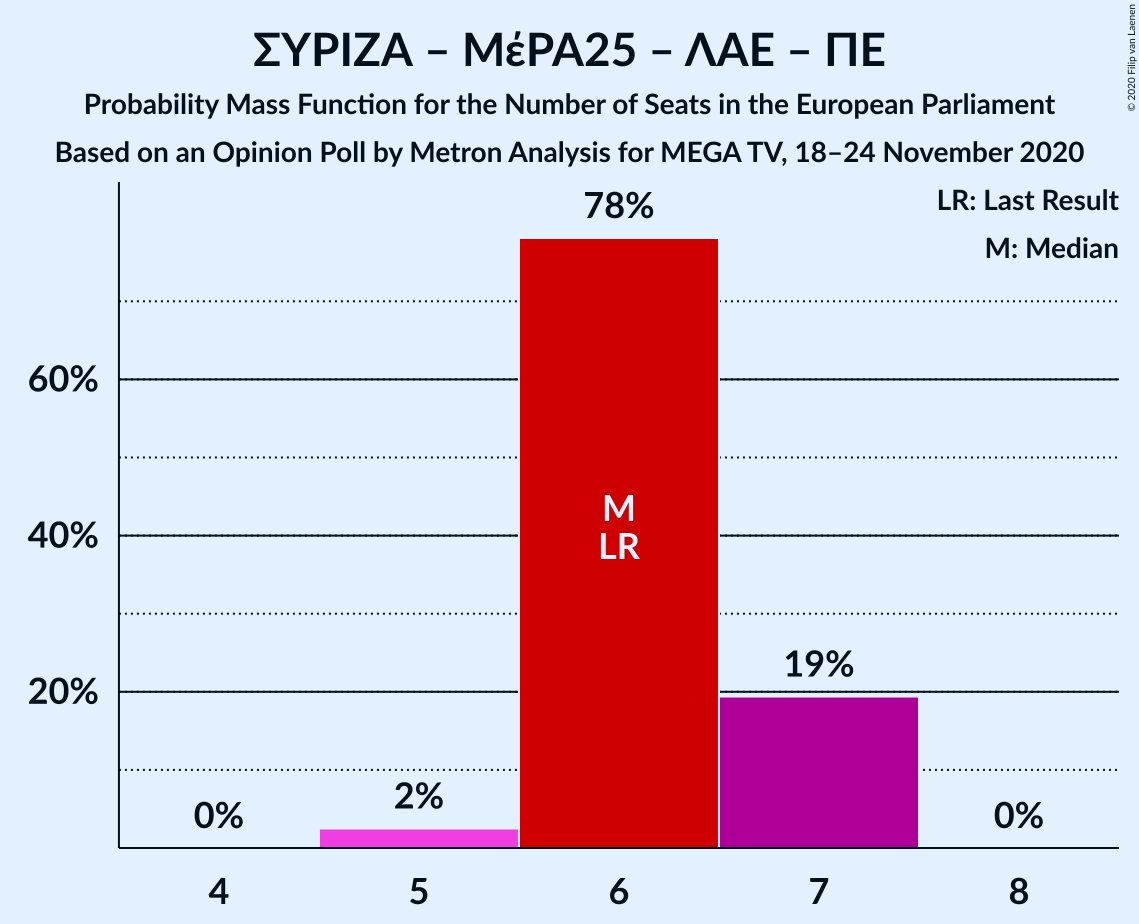 ΣΥΡΙΖΑ – ΜέΡΑ25 – ΛΑΕ – ΠΕ
Probability Mass Function for the Number of Seats in the European Parliament
Based on an Opinion Poll by Metron Analysis for MEGA TV, 18–24 November 2020
© 2020 Filip van Laenen
LR: Last Result
M: Median
78%
60%
40%
20%
M
LR
19%
2%
0%
0%
4
5
6
7
8